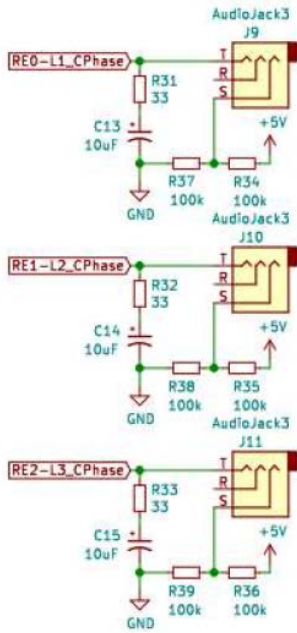 AudioJack3
J9
RE0-L1_CPhase
T
R
S
R31
33
C13
+
10uF
+5V
R37
100k
R34
100k
GND
AudioJack3
J10
RE1-L2_CPhase
T
R
S
R32
33
C14
+
10uF
+5V
R38
100k
R35
100k
GND
AudioJack3
J11
RE2-L3_CPhase
T
R
S
R33
33
C15
+
10uF
+5V
R39
100k
R36
100k
GND